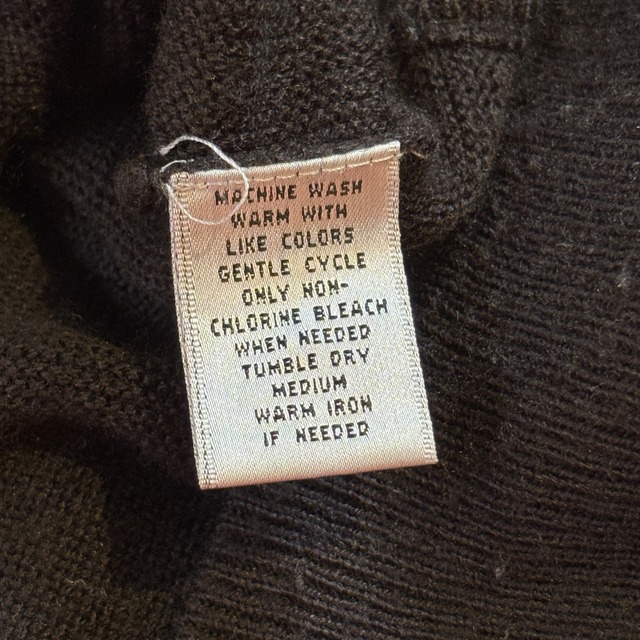 MACHINE WASH
WARM WITH
LIKE COLORS
GENTLE CYCLE
ONLY NON-
CHLORINE BLEACH
WHEN NEEDED
TUMBLE DRY
MEDIUM
WARM IRON
IF NEEDED